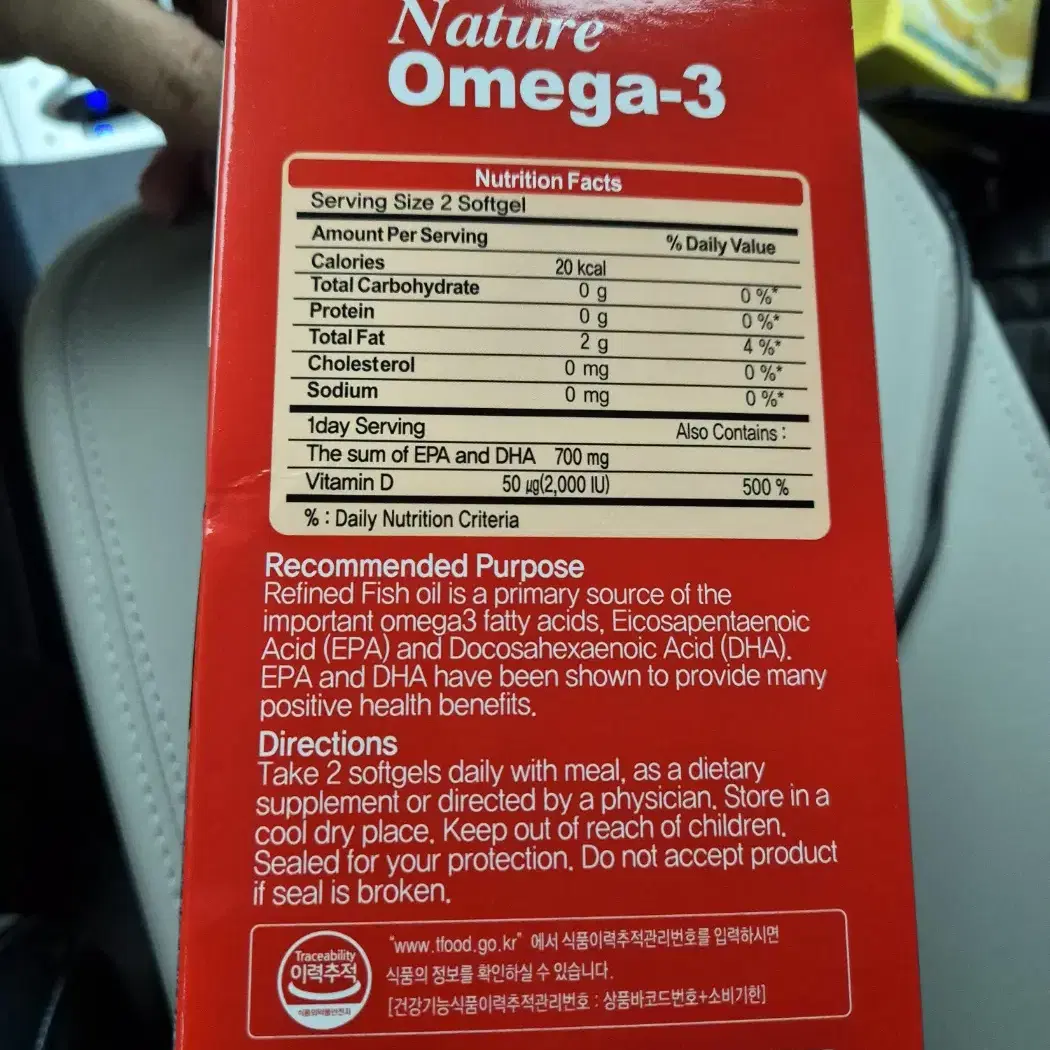 Nature
Omega-3
Nutrition Facts
Serving Size 2 Softgel
Amount Per Serving % Daily Value
Calories 20 kcal
Total Carbohydrate 0 g 0 %*
Protein 0 g 0 %*
Total Fat 2 g 4 %*
Cholesterol 0 mg 0 %*
Sodium 0 mg 0 %*
1day Serving Also Contains :
The sum of EPA and DHA 700 mg
Vitamin D 50 μg(2,000 IU) 500 %
% : Daily Nutrition Criteria
Recommended Purpose
Refined Fish oil is a primary source of the
important omega3 fatty acids, Eicosapentaenoic
Acid (EPA) and Docosahexaenoic Acid (DHA).
EPA and DHA have been shown to provide many
positive health benefits.
Directions
Take 2 softgels daily with meal, as a dietary
supplement or directed by a physician. Store in a
cool dry place. Keep out of reach of children.
Sealed for your protection. Do not accept product
if seal is broken.
Traceability
이력추적
식품의약품안전처
"www.tfood.go.kr" 에서 식품이력추적관리번호를 입력하시면
식품의 정보를 확인하실 수 있습니다.
[건강기능식품이력추적관리번호 : 상품바코드번호+소비기한]